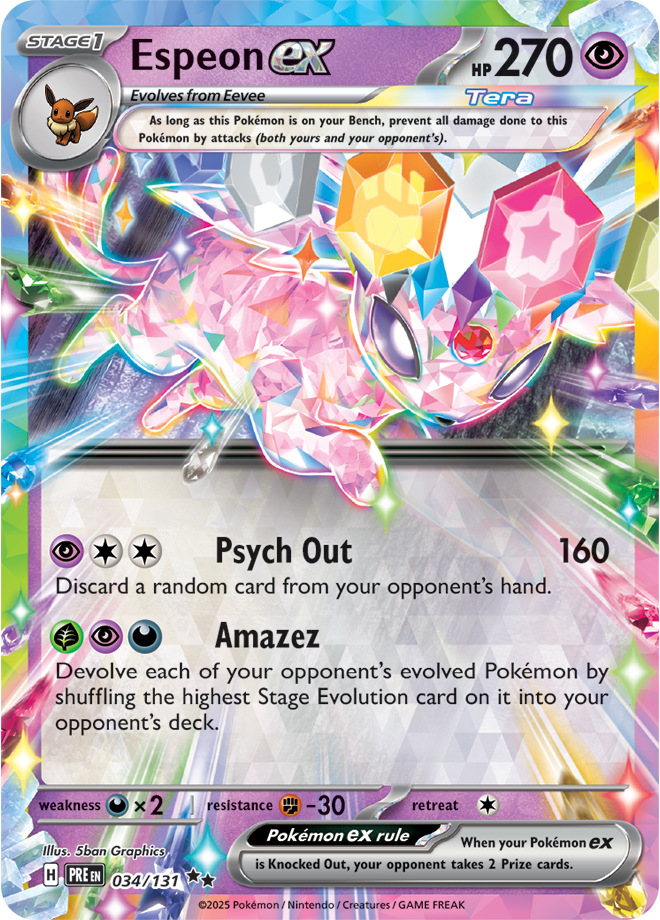 STAGE 1
Espeon ex
HP 270
Evolves from Eevee
Tera
As long as this Pokémon is on your Bench, prevent all damage done to this
Pokémon by attacks (both yours and your opponent's).
Psych Out 160
Discard a random card from your opponent's hand.
Amazez
Devolve each of your opponent's evolved Pokémon by
shuffling the highest Stage Evolution card on it into your
opponent's deck.
weakness ×2 resistance -30 retreat
Pokémon ex rule
When your Pokémon ex
is Knocked Out, your opponent takes 2 Prize cards.
Illus. 5ban Graphics
H PRE EN 034/131
©2025 Pokémon / Nintendo / Creatures / GAME FREAK